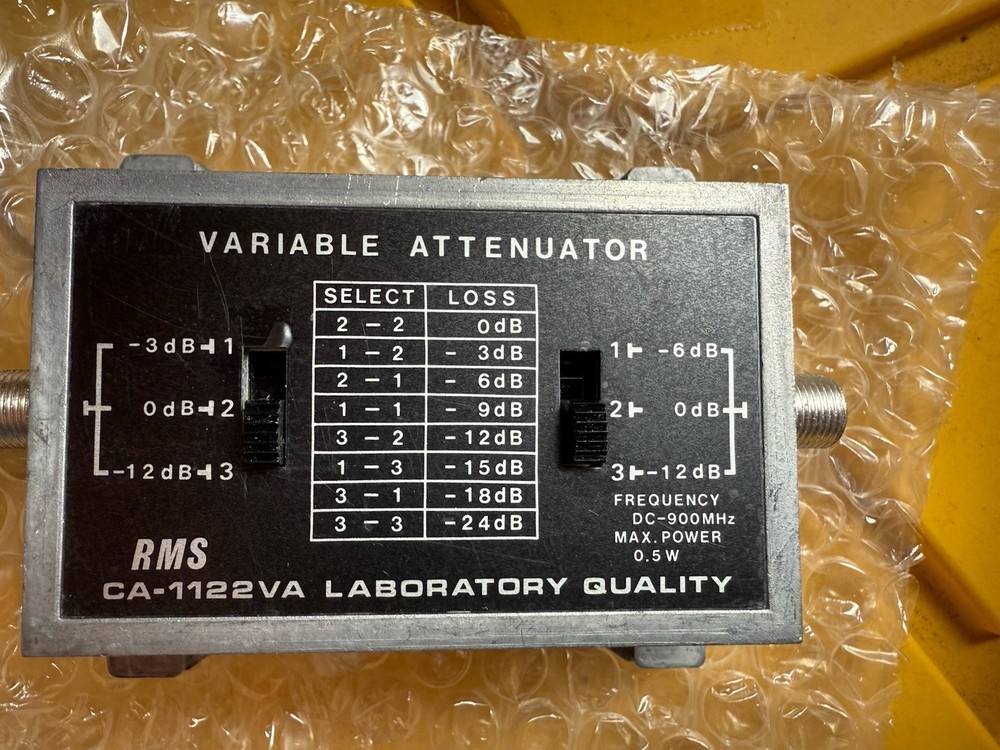 VARIABLE ATTENUATOR
SELECT LOSS
2 - 2 0dB
1 - 2 - 3dB
2 - 1 - 6dB
1 - 1 - 9dB
3 - 2 -12dB
1 - 3 -15dB
3 - 1 -18dB
3 - 3 -24dB
-3dB 1
0dB 2
-12dB 3
1 -6dB
2 0dB
3 -12dB
FREQUENCY
DC-900MHz
MAX. POWER
0.5W
RMS
CA-1122VA LABORATORY QUALITY